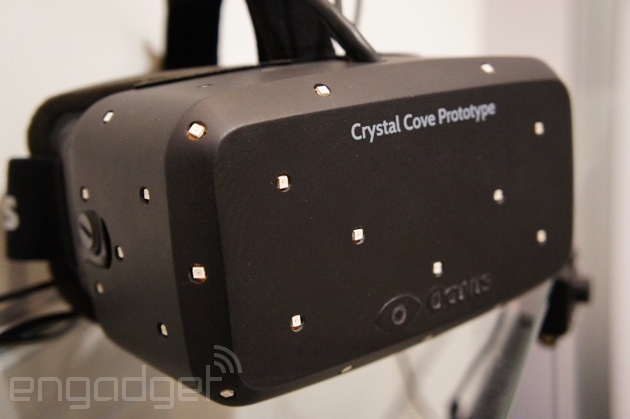 Crystal Cove Prototype
OCULUS
S
engadget